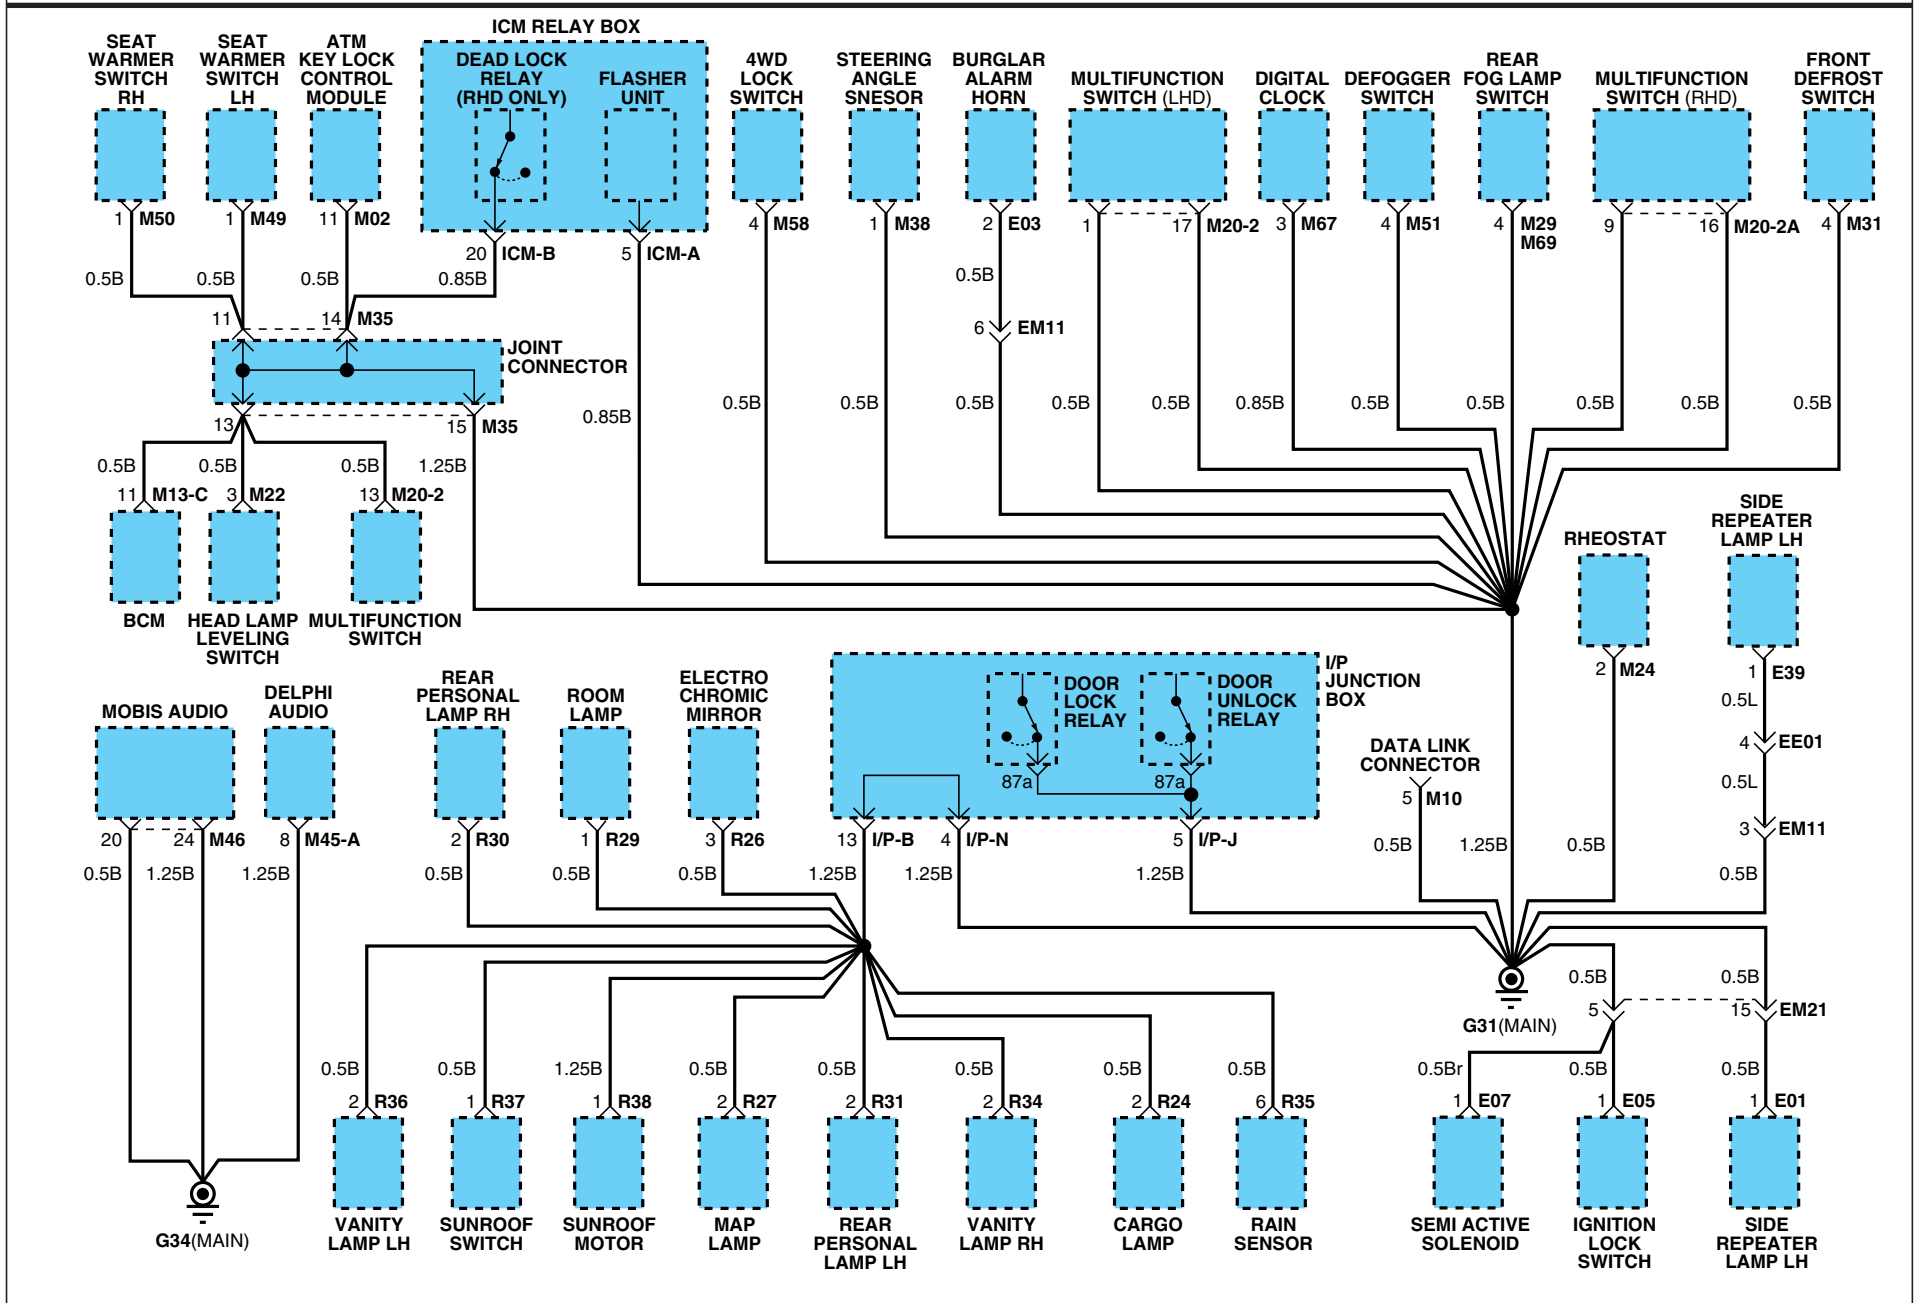 ICM RELAY BOX
SEAT
WARMER
SWITCH
RH
SEAT
WARMER
SWITCH
LH
ATM
KEY LOCK
CONTROL
MODULE
DEAD LOCK
RELAY
(RHD ONLY)
FLASHER
UNIT
4WD
LOCK
SWITCH
STEERING
ANGLE
SNESOR
BURGLAR
ALARM
HORN
MULTIFUNCTION
SWITCH (LHD)
DIGITAL
CLOCK
DEFOGGER
SWITCH
REAR
FOG LAMP
SWITCH
MULTIFUNCTION
SWITCH (RHD)
FRONT
DEFROST
SWITCH
1 M50
1 M49
11 M02
20 ICM-B
5 ICM-A
4 M58
1 M38
2 E03
1
17 M20-2
3 M67
4 M51
4 M29
M69
9
16 M20-2A
4 M31
0.5B
0.5B
0.5B
0.85B
0.5B
11
14 M35
6 EM11
JOINT
CONNECTOR
13
15 M35
0.85B
0.5B
0.5B
0.5B
0.5B
0.5B
0.85B
0.5B
0.5B
0.5B
0.5B
0.5B
0.5B
0.5B
0.5B
1.25B
11 M13-C
3 M22
13 M20-2
BCM
HEAD LAMP
LEVELING
SWITCH
MULTIFUNCTION
SWITCH
RHEOSTAT
SIDE
REPEATER
LAMP LH
2 M24
1 E39
0.5L
4 EE01
0.5L
3 EM11
MOBIS AUDIO
DELPHI
AUDIO
REAR
PERSONAL
LAMP RH
ROOM
LAMP
ELECTRO
CHROMIC
MIRROR
DOOR
LOCK
RELAY
DOOR
UNLOCK
RELAY
I/P
JUNCTION
BOX
87a
87a
DATA LINK
CONNECTOR
5 M10
20
24 M46
8 M45-A
2 R30
1 R29
3 R26
13 I/P-B
4 I/P-N
5 I/P-J
0.5B
1.25B
1.25B
0.5B
0.5B
0.5B
1.25B
1.25B
1.25B
0.5B
1.25B
0.5B
0.5B
G31(MAIN)
0.5B
0.5B
5
15 EM21
0.5B
0.5B
1.25B
0.5B
0.5B
0.5B
0.5B
0.5B
0.5Br
0.5B
0.5B
2 R36
1 R37
1 R38
2 R27
2 R31
2 R34
2 R24
6 R35
1 E07
1 E05
1 E01
G34(MAIN)
VANITY
LAMP LH
SUNROOF
SWITCH
SUNROOF
MOTOR
MAP
LAMP
REAR
PERSONAL
LAMP LH
VANITY
LAMP RH
CARGO
LAMP
RAIN
SENSOR
SEMI ACTIVE
SOLENOID
IGNITION
LOCK
SWITCH
SIDE
REPEATER
LAMP LH